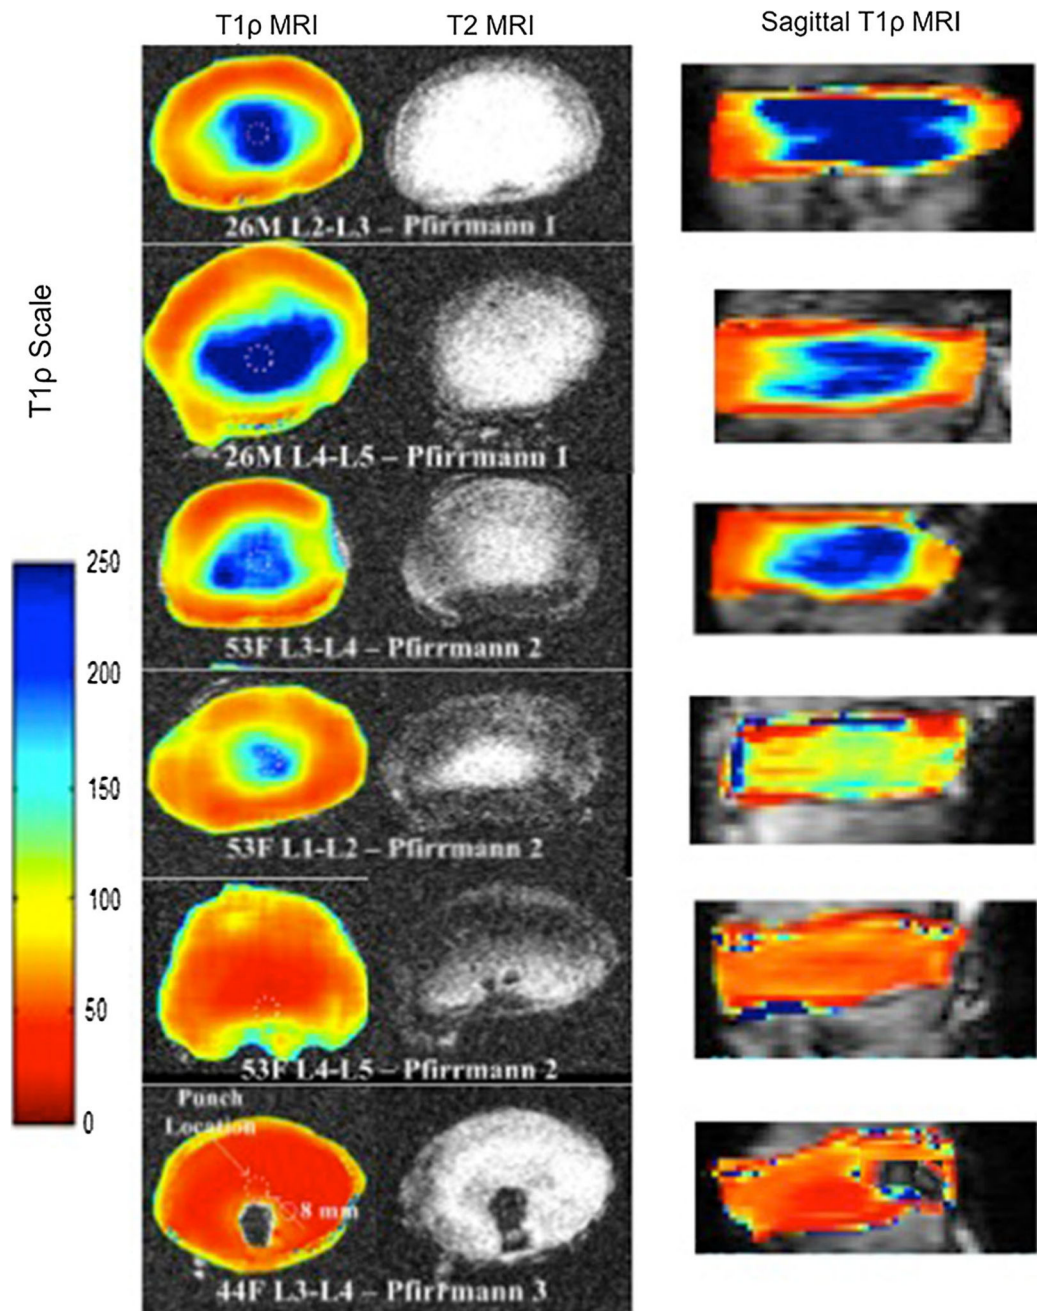 T1ρ MRI
T2 MRI
Sagittal T1ρ MRI
26M L2-L3 – Pfirrmann 1
T1ρ Scale
26M L4-L5 – Pfirrmann 1
250
53F L3-L4 – Pfirrmann 2
200
150
53F L1-L2 – Pfirrmann 2
100
50
53F L4-L5 – Pfirrmann 2
0
Punch
Location
∅8 mm
44F L3-L4 – Pfirrmann 3